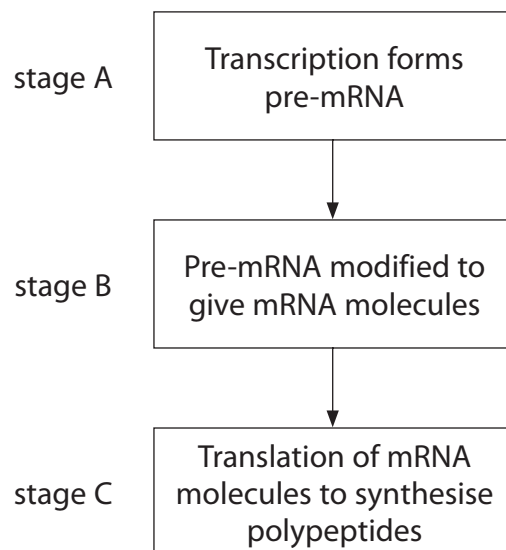 stage A
Transcription forms
pre-mRNA
stage B
Pre-mRNA modified to
give mRNA molecules
stage C
Translation of mRNA
molecules to synthesise
polypeptides